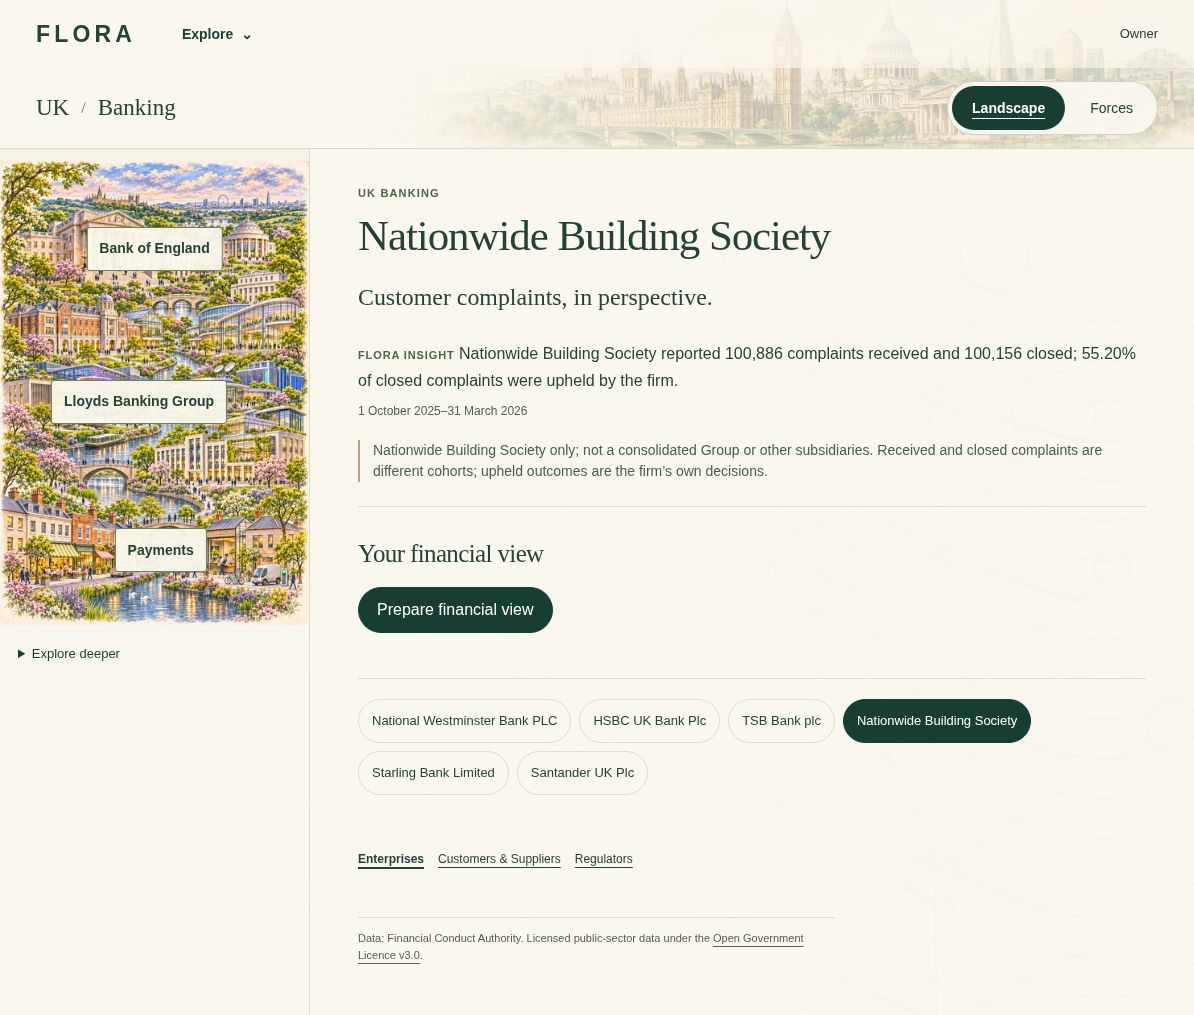 FLORA
Explore
Owner
UK / Banking
Landscape
Forces
Bank of England
Lloyds Banking Group
Payments
Explore deeper
UK BANKING
Nationwide Building Society
Customer complaints, in perspective.
FLORA INSIGHT Nationwide Building Society reported 100,886 complaints received and 100,156 closed; 55.20%
of closed complaints were upheld by the firm.
1 October 2025–31 March 2026
Nationwide Building Society only; not a consolidated Group or other subsidiaries. Received and closed complaints are
different cohorts; upheld outcomes are the firm’s own decisions.
Your financial view
Prepare financial view
National Westminster Bank PLC
HSBC UK Bank Plc
TSB Bank plc
Nationwide Building Society
Starling Bank Limited
Santander UK Plc
Enterprises
Customers & Suppliers
Regulators
Data: Financial Conduct Authority. Licensed public-sector data under the Open Government
Licence v3.0.